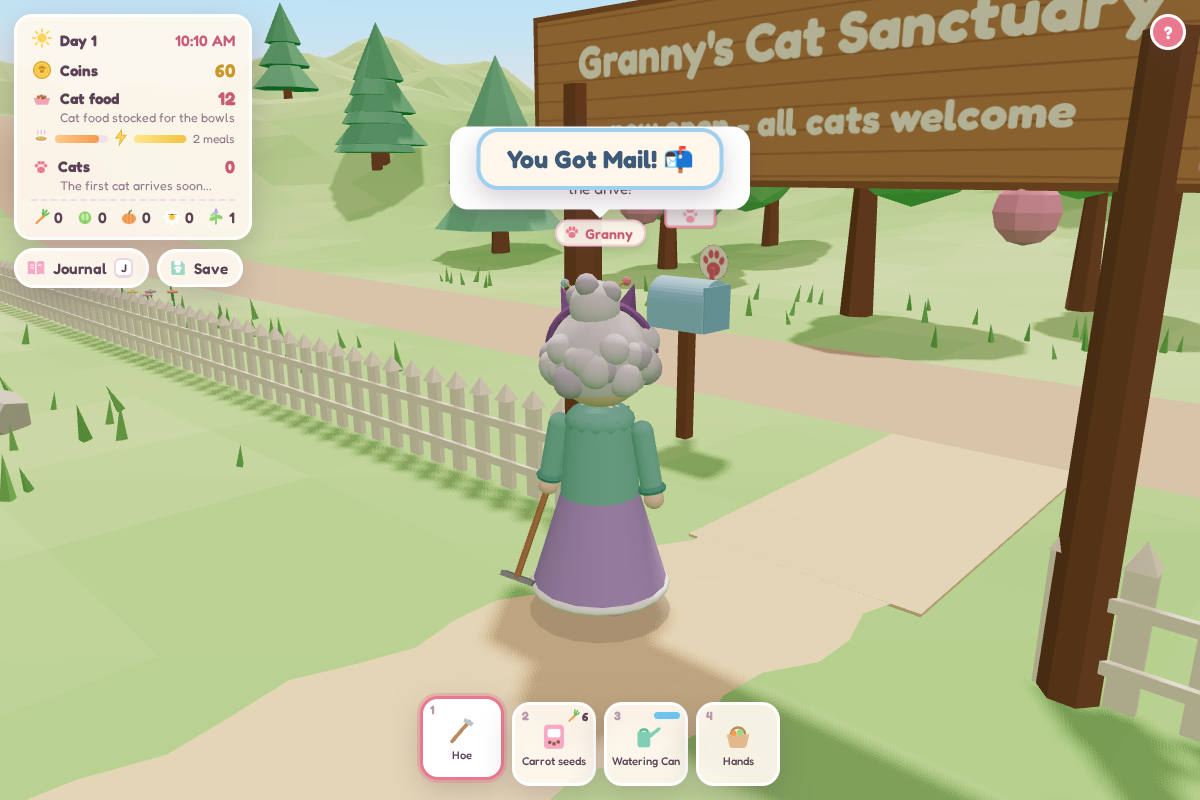 Day 1
10:10 AM
Coins
60
Cat food
12
Cat food stocked for the bowls
2 meals
Cats
0
The first cat arrives soon...
0
0
0
0
1
Journal
J
Save
Granny's Cat Sanctuary
now open - all cats welcome
?
You Got Mail!
the drive!
Granny
1
Hoe
2
6
Carrot seeds
3
Watering Can
4
Hands